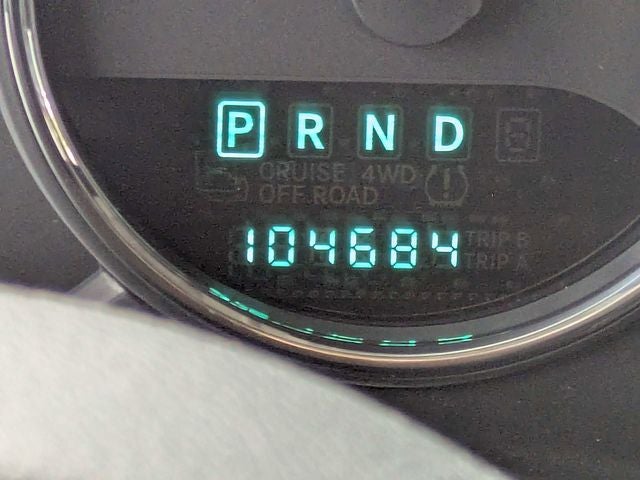 P R N D
CRUISE 4WD
OFF ROAD
104684 TRIP B
TRIP A